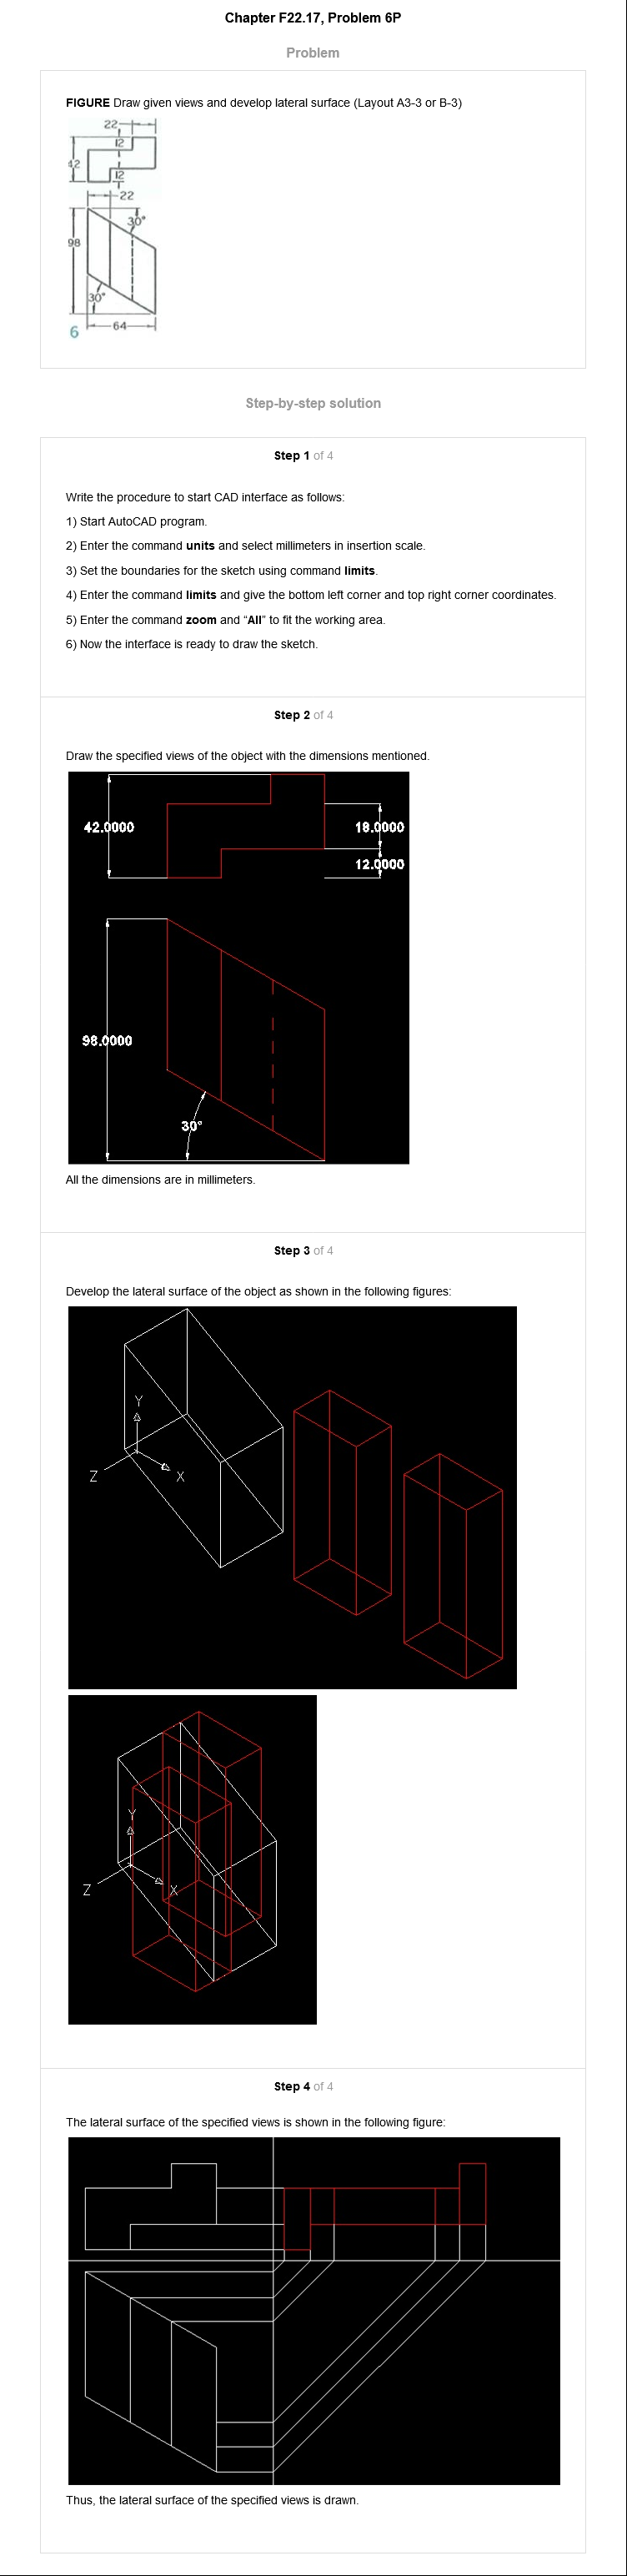 Chapter F22.17, Problem 6P
Problem
FIGURE Draw given views and develop lateral surface (Layout A3-3 or B-3)
22
12
42
12
22
30°
98
30°
64
6
Step-by-step solution
Step 1 of 4
Write the procedure to start CAD interface as follows:
1) Start AutoCAD program.
2) Enter the command units and select millimeters in insertion scale.
3) Set the boundaries for the sketch using command limits.
4) Enter the command limits and give the bottom left corner and top right corner coordinates.
5) Enter the command zoom and “All” to fit the working area.
6) Now the interface is ready to draw the sketch.
Step 2 of 4
Draw the specified views of the object with the dimensions mentioned.
42.0000
18.0000
12.0000
98.0000
30°
All the dimensions are in millimeters.
Step 3 of 4
Develop the lateral surface of the object as shown in the following figures:
Y
Z
X
Y
Z
X
Step 4 of 4
The lateral surface of the specified views is shown in the following figure:
Thus, the lateral surface of the specified views is drawn.